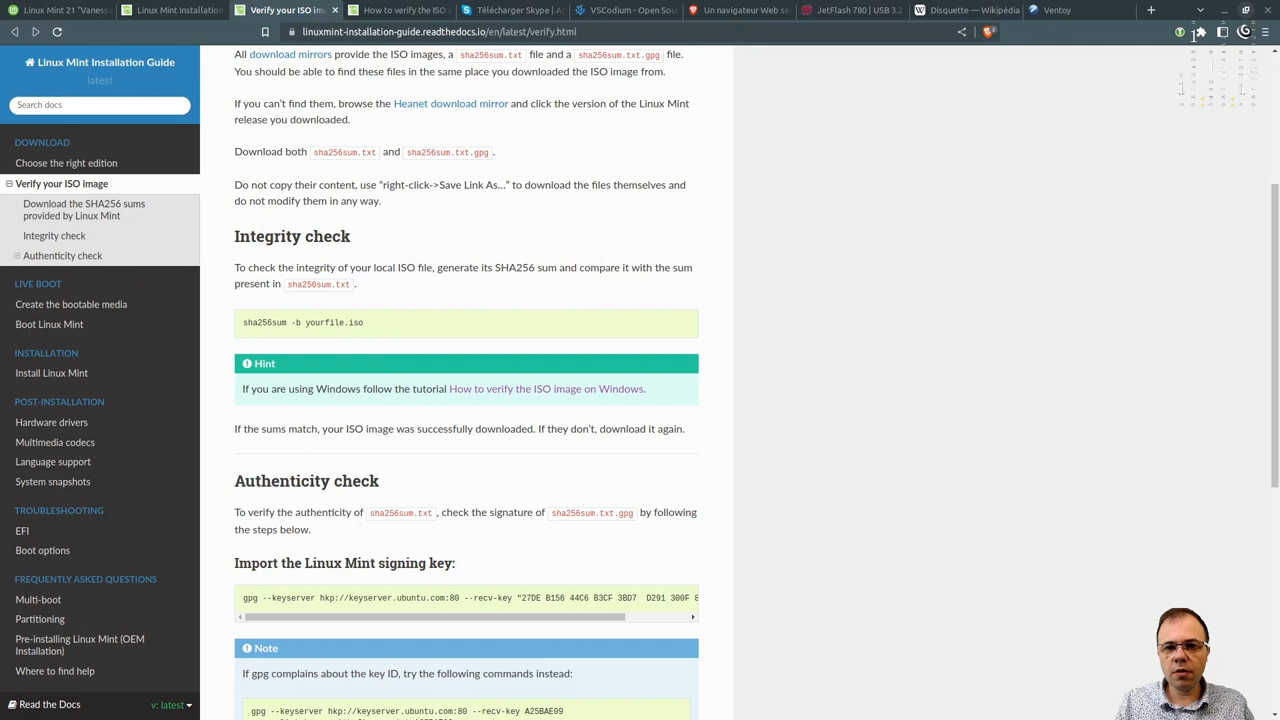 Linux Mint 21 "Vanessa
Linux Mint Installation
Verify your ISO ima
How to verify the ISO i
Télécharger Skype | A
VSCodium - Open Sour
Un navigateur Web sé
JetFlash 780 | USB 3.2
Disquette — Wikipédia
Ventoy
linuxmint-installation-guide.readthedocs.io/en/latest/verify.html
Linux Mint Installation Guide
latest
Search docs
DOWNLOAD
Choose the right edition
Verify your ISO image
Download the SHA256 sums
provided by Linux Mint
Integrity check
Authenticity check
LIVE BOOT
Create the bootable media
Boot Linux Mint
INSTALLATION
Install Linux Mint
POST-INSTALLATION
Hardware drivers
Multimedia codecs
Language support
System snapshots
TROUBLESHOOTING
EFI
Boot options
FREQUENTLY ASKED QUESTIONS
Multi-boot
Partitioning
Pre-installing Linux Mint (OEM
Installation)
Where to find help
Read the Docs
v: latest
All download mirrors provide the ISO images, a sha256sum.txt file and a sha256sum.txt.gpg file.
You should be able to find these files in the same place you downloaded the ISO image from.
If you can't find them, browse the Heanet download mirror and click the version of the Linux Mint
release you downloaded.
Download both sha256sum.txt and sha256sum.txt.gpg .
Do not copy their content, use “right-click->Save Link As…” to download the files themselves and
do not modify them in any way.
Integrity check
To check the integrity of your local ISO file, generate its SHA256 sum and compare it with the sum
present in sha256sum.txt .
sha256sum -b yourfile.iso
Hint
If you are using Windows follow the tutorial How to verify the ISO image on Windows.
If the sums match, your ISO image was successfully downloaded. If they don't, download it again.
Authenticity check
To verify the authenticity of sha256sum.txt , check the signature of sha256sum.txt.gpg by following
the steps below.
Import the Linux Mint signing key:
gpg --keyserver hkp://keyserver.ubuntu.com:80 --recv-key "27DE B156 44C6 B3CF 3BD7  D291 300F 8
Note
If gpg complains about the key ID, try the following commands instead:
gpg --keyserver hkp://keyserver.ubuntu.com:80 --recv-key A25BAE09